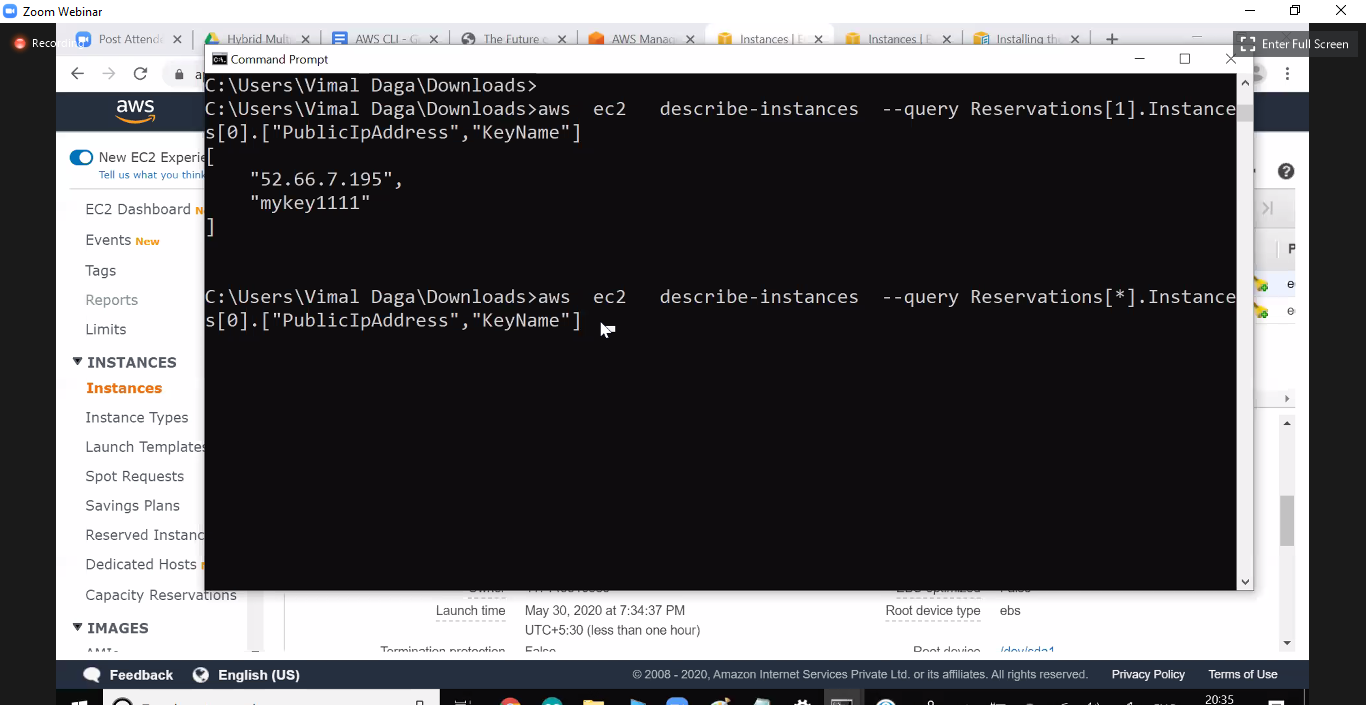 Zoom Webinar
Recording
Post Attend
Hybrid Mult
AWS CLI - G
The Future o
AWS Manag
Instances | E
Instances | E
Installing the
Enter Full Screen
Command Prompt
C:\Users\Vimal Daga\Downloads>
C:\Users\Vimal Daga\Downloads>aws  ec2   describe-instances  --query Reservations[1].Instance
s[0].["PublicIpAddress","KeyName"]
[
    "52.66.7.195",
    "mykey1111"
]
C:\Users\Vimal Daga\Downloads>aws  ec2   describe-instances  --query Reservations[*].Instance
s[0].["PublicIpAddress","KeyName"]
aws
New EC2 Experie
Tell us what you think
EC2 Dashboard
Events New
Tags
Reports
Limits
INSTANCES
Instances
Instance Types
Launch Templates
Spot Requests
Savings Plans
Reserved Instanc
Dedicated Hosts
Capacity Reservations
IMAGES
AMIs
Launch time May 30, 2020 at 7:34:37 PM
UTC+5:30 (less than one hour)
Root device type ebs
Termination protection False
Root device /dev/sda1
Feedback English (US)
© 2008 - 2020, Amazon Internet Services Private Ltd. or its affiliates. All rights reserved. Privacy Policy Terms of Use
20:35